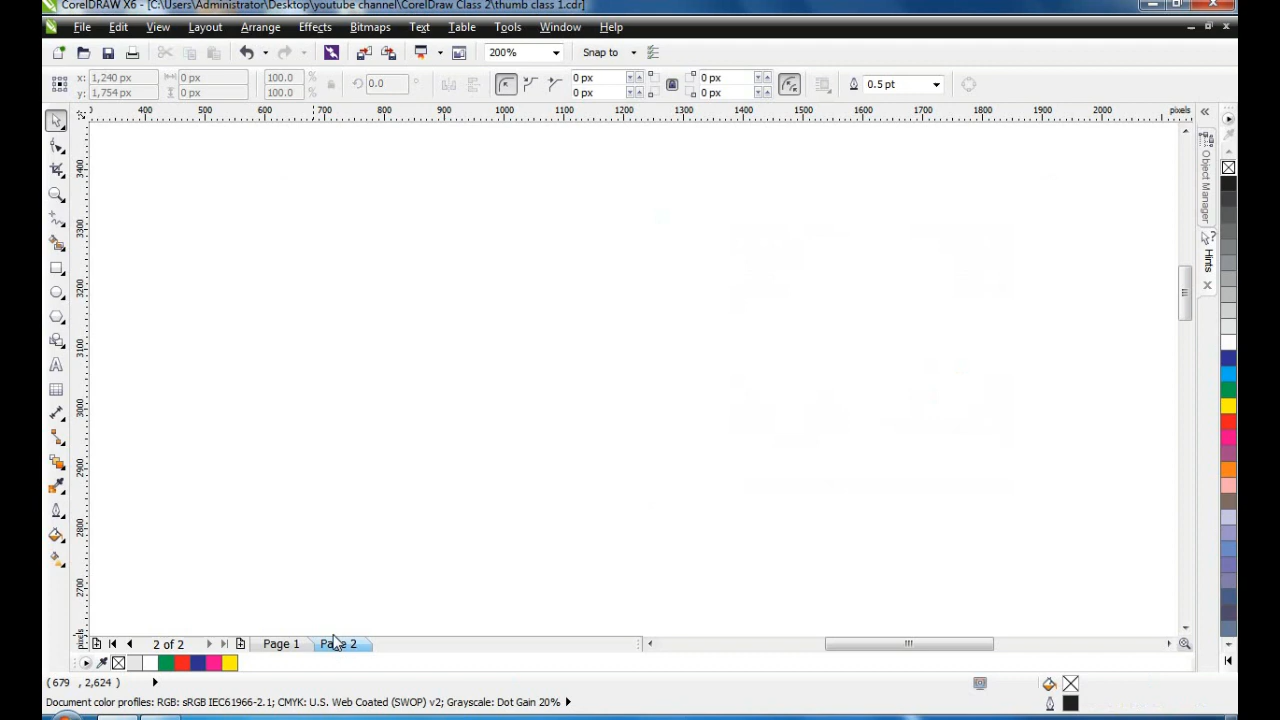 CorelDRAW X6 - [C:\Users\Administrator\Desktop\youtube channel\CorelDraw Class 2\thumb class 1.cdr]
File Edit View Layout Arrange Effects Bitmaps Text Table Tools Window Help
200% Snap to
x: 1,240 px 0 px 100.0 % 0.0 ° 0 px 0 px 0.5 pt
y: 1,754 px 0 px 100.0 % 0 px 0 px
400 500 600 700 800 900 1000 1100 1200 1300 1400 1500 1600 1700 1800 1900 2000 pixels
3400
3300
3200
3100
3000
2900
2800
2700
pixels
Object Manager
Hints
2 of 2 Page 1 Page 2
( 679 , 2,624 )
Document color profiles: RGB: sRGB IEC61966-2.1; CMYK: U.S. Web Coated (SWOP) v2; Grayscale: Dot Gain 20%